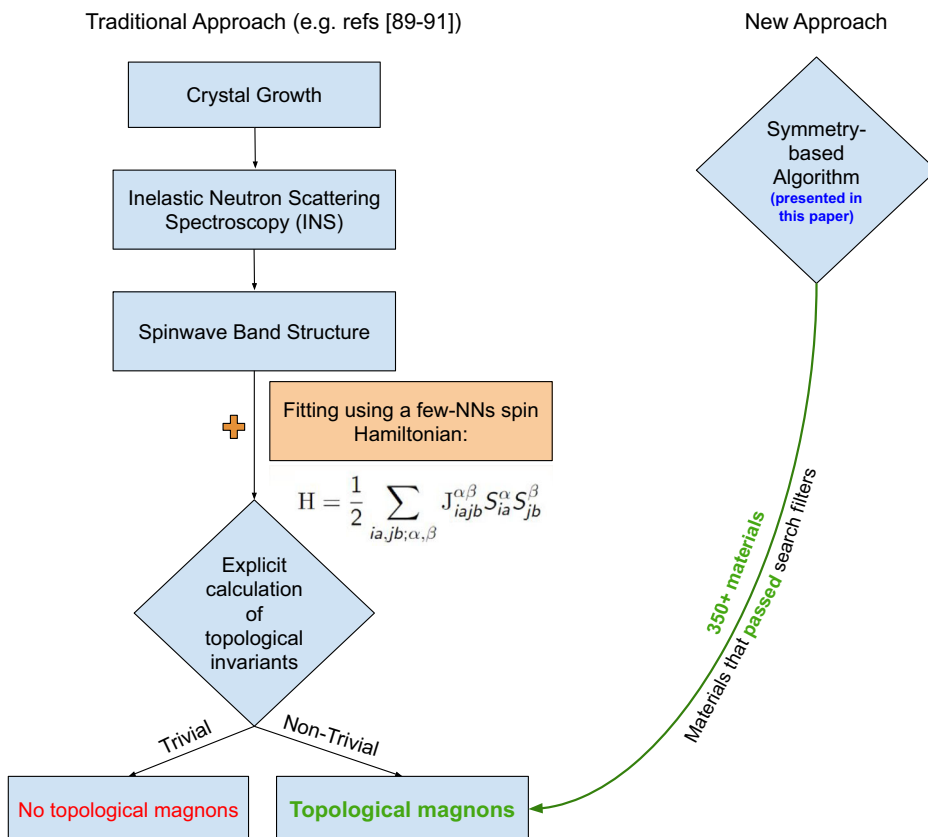 Traditional Approach (e.g. refs [89-91])
New Approach
Crystal Growth
Inelastic Neutron Scattering
Spectroscopy (INS)
Spinwave Band Structure
Fitting using a few-NNs spin
Hamiltonian:
H = 1/2 ∑_{ia,jb;α,β} J_{iajb}^{αβ} S_{ia}^{α} S_{jb}^{β}
Explicit
calculation
of
topological
invariants
Trivial
Non-Trivial
No topological magnons
Topological magnons
Symmetry-
based
Algorithm
(presented in
this paper)
350+ materials
Materials that passed search filters